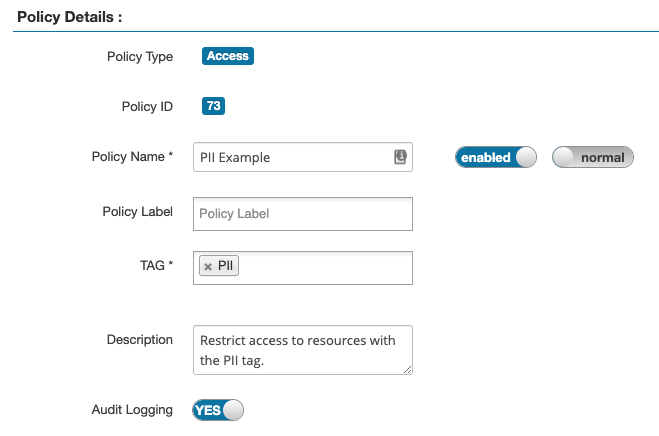 Policy Details :
Policy Type Access
Policy ID 73
Policy Name * PII Example enabled normal
Policy Label Policy Label
TAG * × PII
Description Restrict access to resources with
the PII tag.
Audit Logging YES